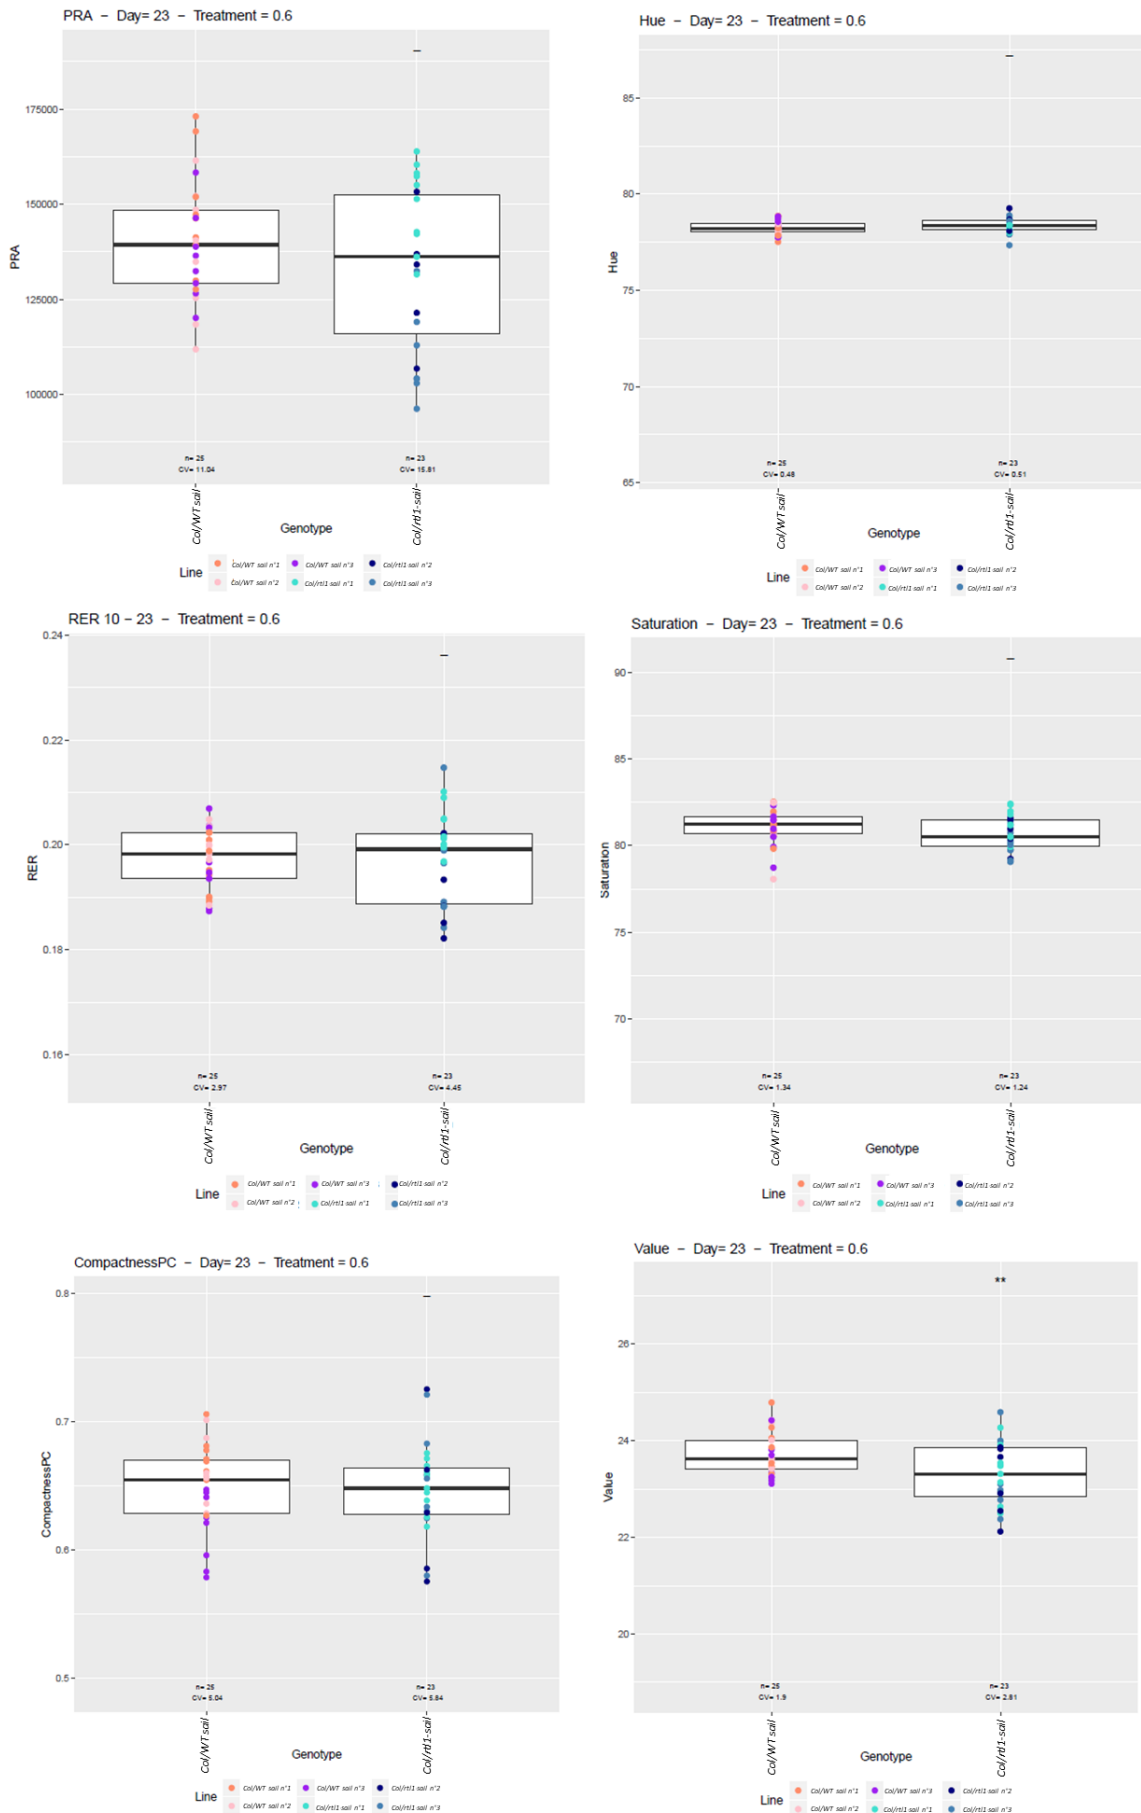 PRA – Day= 23 – Treatment = 0.6
PRA
175000
150000
125000
100000
n= 25
CV= 11.04
n= 23
CV= 15.81
Col/WT sail
Col/rtl1-sail
Genotype
Line
Col/WT sail n°1
Col/WT sail n°3
Col/rtl1 sail n°2
Col/WT sail n°2
Col/rtl1 sail n°1
Col/rtl1 sail n°3
Hue – Day= 23 – Treatment = 0.6
Hue
85
80
75
70
65
n= 25
CV= 0.48
n= 23
CV= 0.51
Col/WT sail
Col/rtl1-sail
Genotype
Line
Col/WT sail n°1
Col/WT sail n°3
Col/rtl1 sail n°2
Col/WT sail n°2
Col/rtl1 sail n°1
Col/rtl1 sail n°3
RER 10 – 23 – Treatment = 0.6
RER
0.24
0.22
0.20
0.18
0.16
n= 25
CV= 2.97
n= 23
CV= 4.45
Col/WT sail
Col/rtl1-sail
Genotype
Line
Col/WT sail n°1
Col/WT sail n°3
Col/rtl1 sail n°2
Col/WT sail n°2
Col/rtl1 sail n°1
Col/rtl1 sail n°3
Saturation – Day= 23 – Treatment = 0.6
Saturation
90
85
80
75
70
n= 25
CV= 1.34
n= 23
CV= 1.24
Col/WT sail
Col/rtl1-sail
Genotype
Line
Col/WT sail n°1
Col/WT sail n°3
Col/rtl1 sail n°2
Col/WT sail n°2
Col/rtl1 sail n°1
Col/rtl1 sail n°3
CompactnessPC – Day= 23 – Treatment = 0.6
CompactnessPC
0.8
0.7
0.6
0.5
n= 25
CV= 5.04
n= 23
CV= 5.84
Col/WT sail
Col/rtl1-sail
Genotype
Line
Col/WT sail n°1
Col/WT sail n°3
Col/rtl1 sail n°2
Col/WT sail n°2
Col/rtl1 sail n°1
Col/rtl1 sail n°3
Value – Day= 23 – Treatment = 0.6
Value
**
26
24
22
20
n= 25
CV= 1.9
n= 23
CV= 2.81
Col/WT sail
Col/rtl1-sail
Genotype
Line
Col/WT sail n°1
Col/WT sail n°3
Col/rtl1 sail n°2
Col/WT sail n°2
Col/rtl1 sail n°1
Col/rtl1 sail n°3